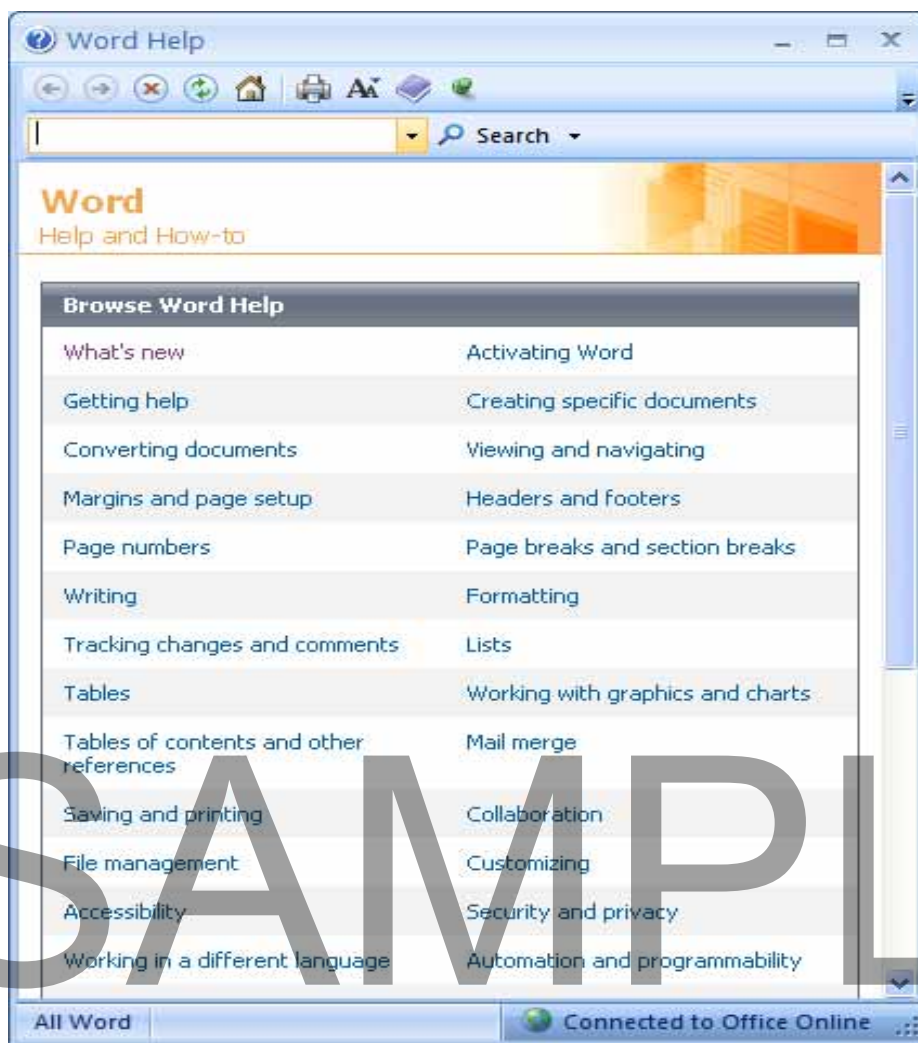 Word Help
Search
Word
Help and How-to
Browse Word Help
What's new Activating Word
Getting help Creating specific documents
Converting documents Viewing and navigating
Margins and page setup Headers and footers
Page numbers Page breaks and section breaks
Writing Formatting
Tracking changes and comments Lists
Tables Working with graphics and charts
Tables of contents and other Mail merge
references
Saving and printing Collaboration
File management Customizing
Accessibility Security and privacy
Working in a different language Automation and programmability
SAMPL
All Word Connected to Office Online